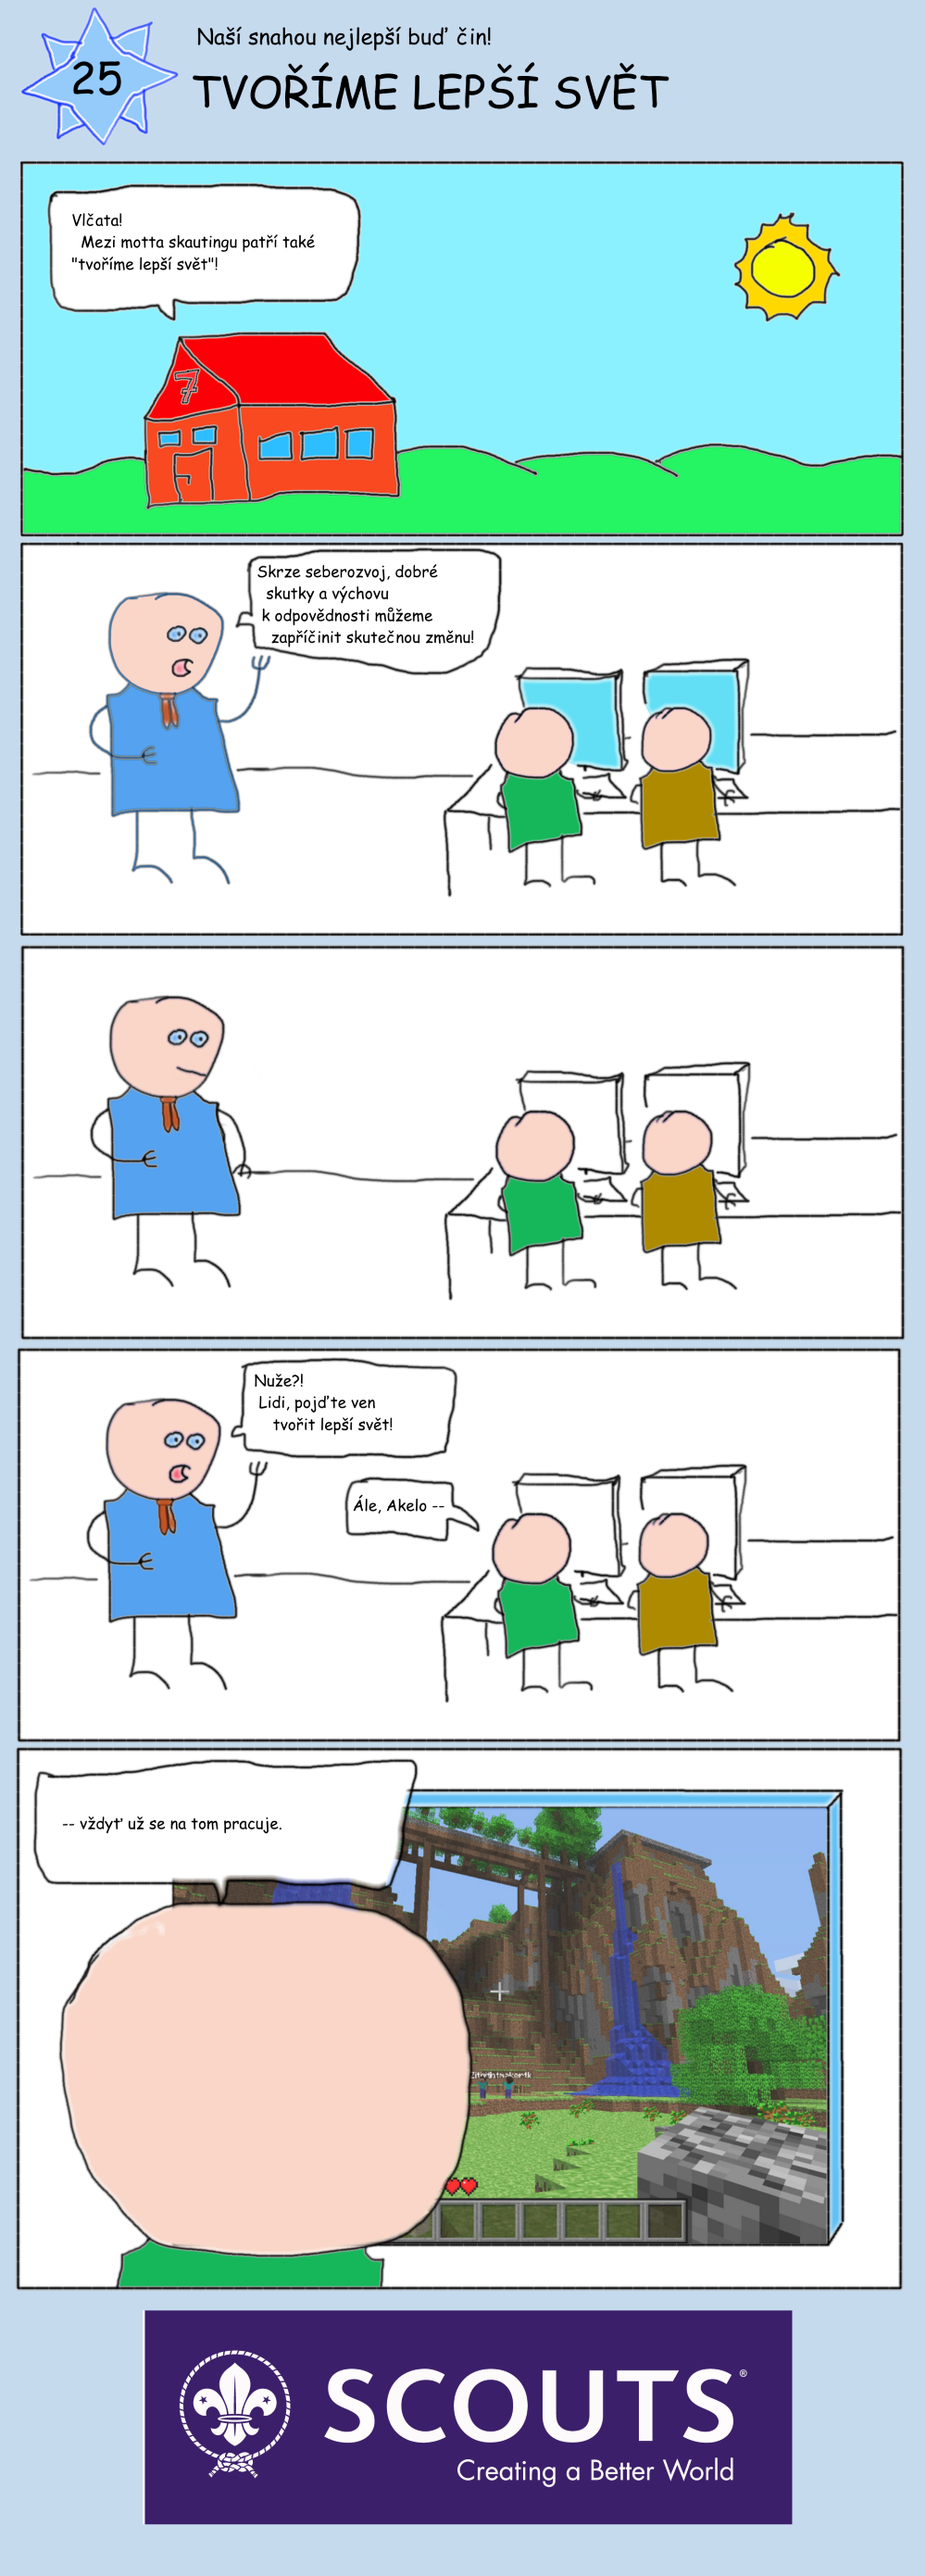 25
Naší snahou nejlepší buď čin!
TVOŘÍME LEPŠÍ SVĚT
Vlčata!
Mezi motta skautingu patří také
"tvoříme lepší svět"!
7
Skrze seberozvoj, dobré
skutky a výchovu
k odpovědnosti můžeme
zapříčinit skutečnou změnu!
Nuže?!
Lidi, pojďte ven
tvořit lepší svět!
Ále, Akelo --
-- vždyť už se na tom pracuje.
SCOUTS®
Creating a Better World